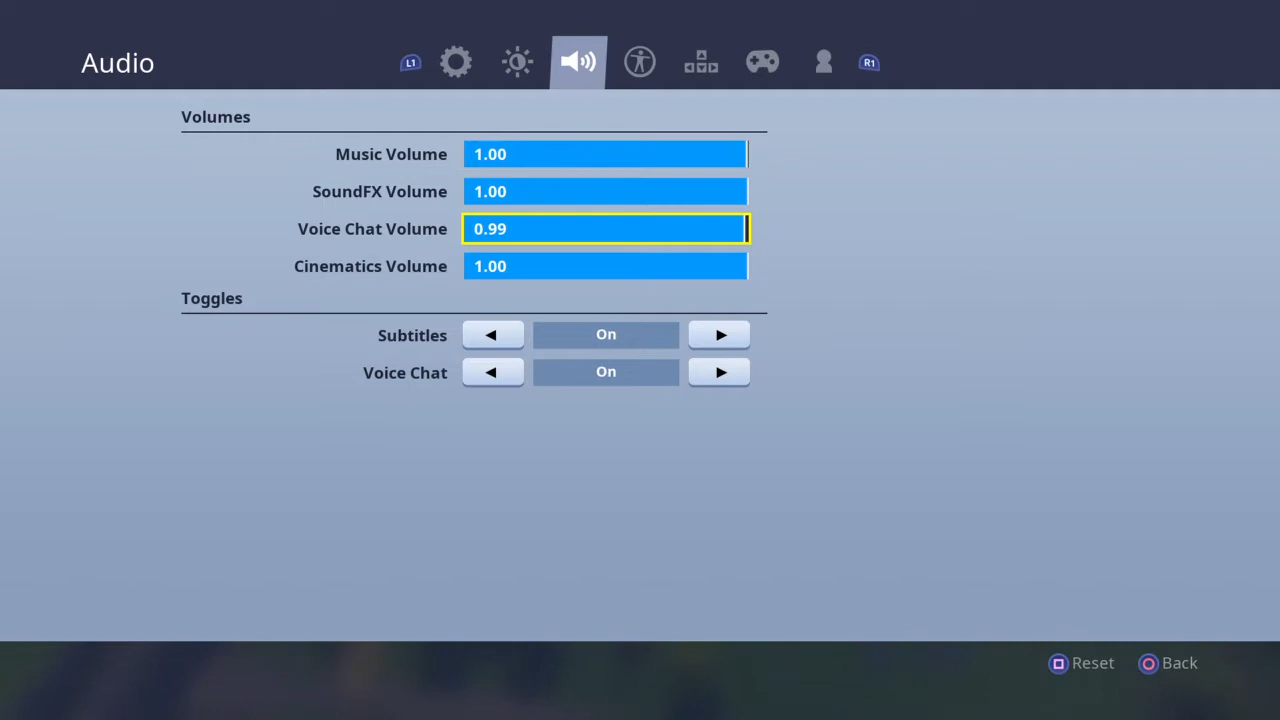 Audio
L1
R1
Volumes
Music Volume 1.00
SoundFX Volume 1.00
Voice Chat Volume 0.99
Cinematics Volume 1.00
Toggles
Subtitles On
Voice Chat On
Reset Back